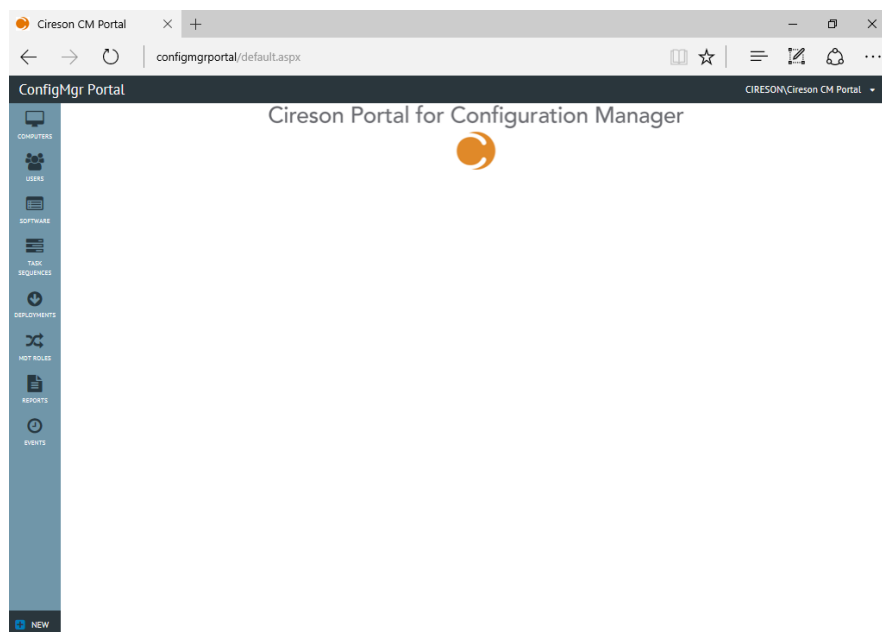 Cireson CM Portal
configmgrportal/default.aspx
ConfigMgr Portal
CIRESON\Cireson CM Portal
Cireson Portal for Configuration Manager
COMPUTERS
USERS
SOFTWARE
TASK
SEQUENCES
DEPLOYMENTS
MDT ROLES
REPORTS
EVENTS
NEW